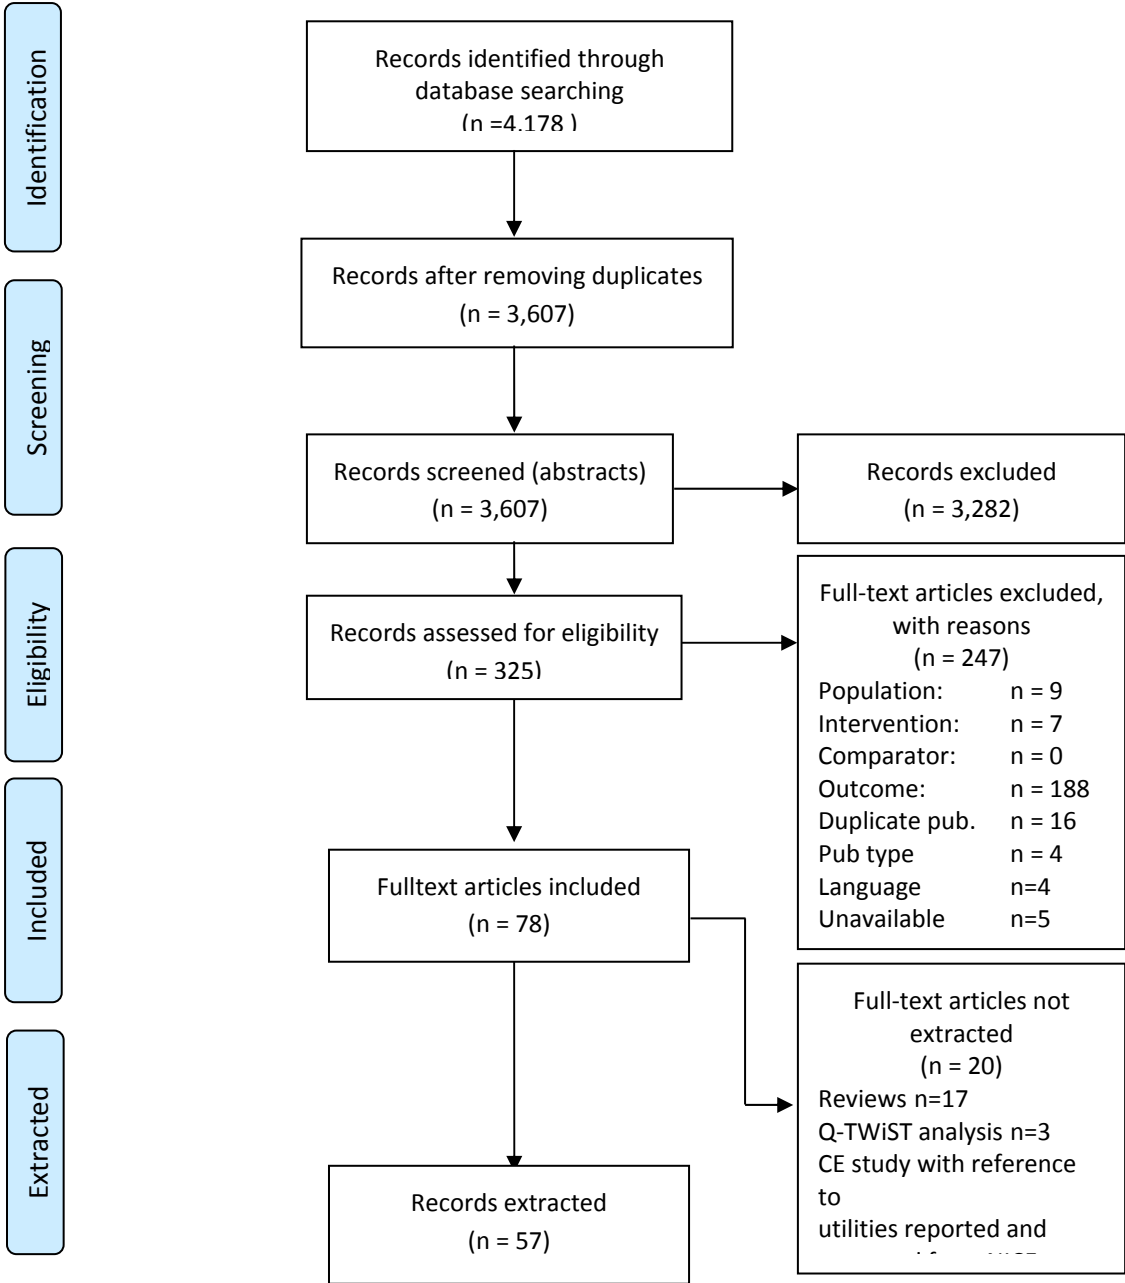 Identification
Records identified through
database searching
(n =4,178 )
Records after removing duplicates
(n = 3,607)
Screening
Records screened (abstracts)
(n = 3,607)
Records excluded
(n = 3,282)
Eligibility
Records assessed for eligibility
(n = 325)
Full-text articles excluded,
with reasons
(n = 247)
Population: n = 9
Intervention: n = 7
Comparator: n = 0
Outcome: n = 188
Duplicate pub. n = 16
Pub type n = 4
Language n=4
Unavailable n=5
Included
Fulltext articles included
(n = 78)
Full-text articles not
extracted
(n = 20)
Reviews n=17
Q-TWiST analysis n=3
CE study with reference
to
utilities reported and
Extracted
Records extracted
(n = 57)